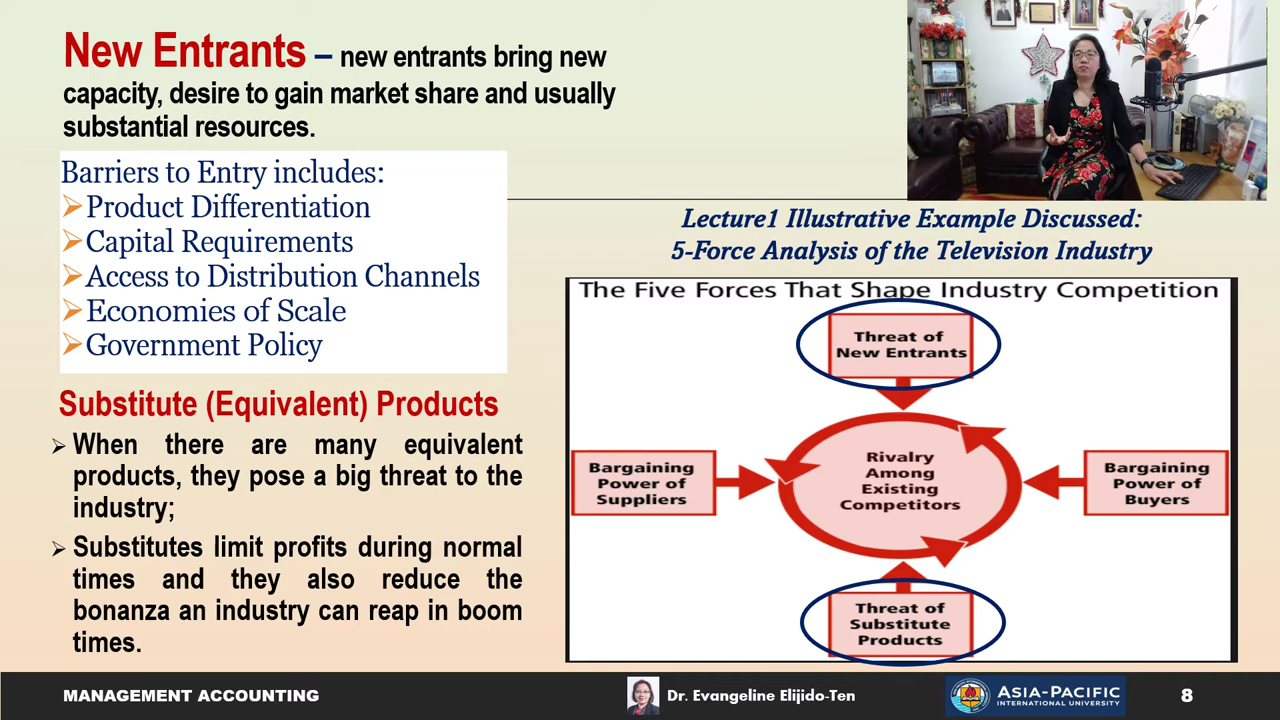 New Entrants – new entrants bring new
capacity, desire to gain market share and usually
substantial resources.
Barriers to Entry includes:
Product Differentiation
Capital Requirements
Access to Distribution Channels
Economies of Scale
Government Policy
Substitute (Equivalent) Products
When there are many equivalent
products, they pose a big threat to the
industry;
Substitutes limit profits during normal
times and they also reduce the
bonanza an industry can reap in boom
times.
Lecture1 Illustrative Example Discussed:
5-Force Analysis of the Television Industry
The Five Forces That Shape Industry Competition
Threat of
New Entrants
Bargaining
Power of
Suppliers
Rivalry
Among
Existing
Competitors
Bargaining
Power of
Buyers
Threat of
Substitute
Products
MANAGEMENT ACCOUNTING
Dr. Evangeline Elijido-Ten
ASIA-PACIFIC
INTERNATIONAL UNIVERSITY
8